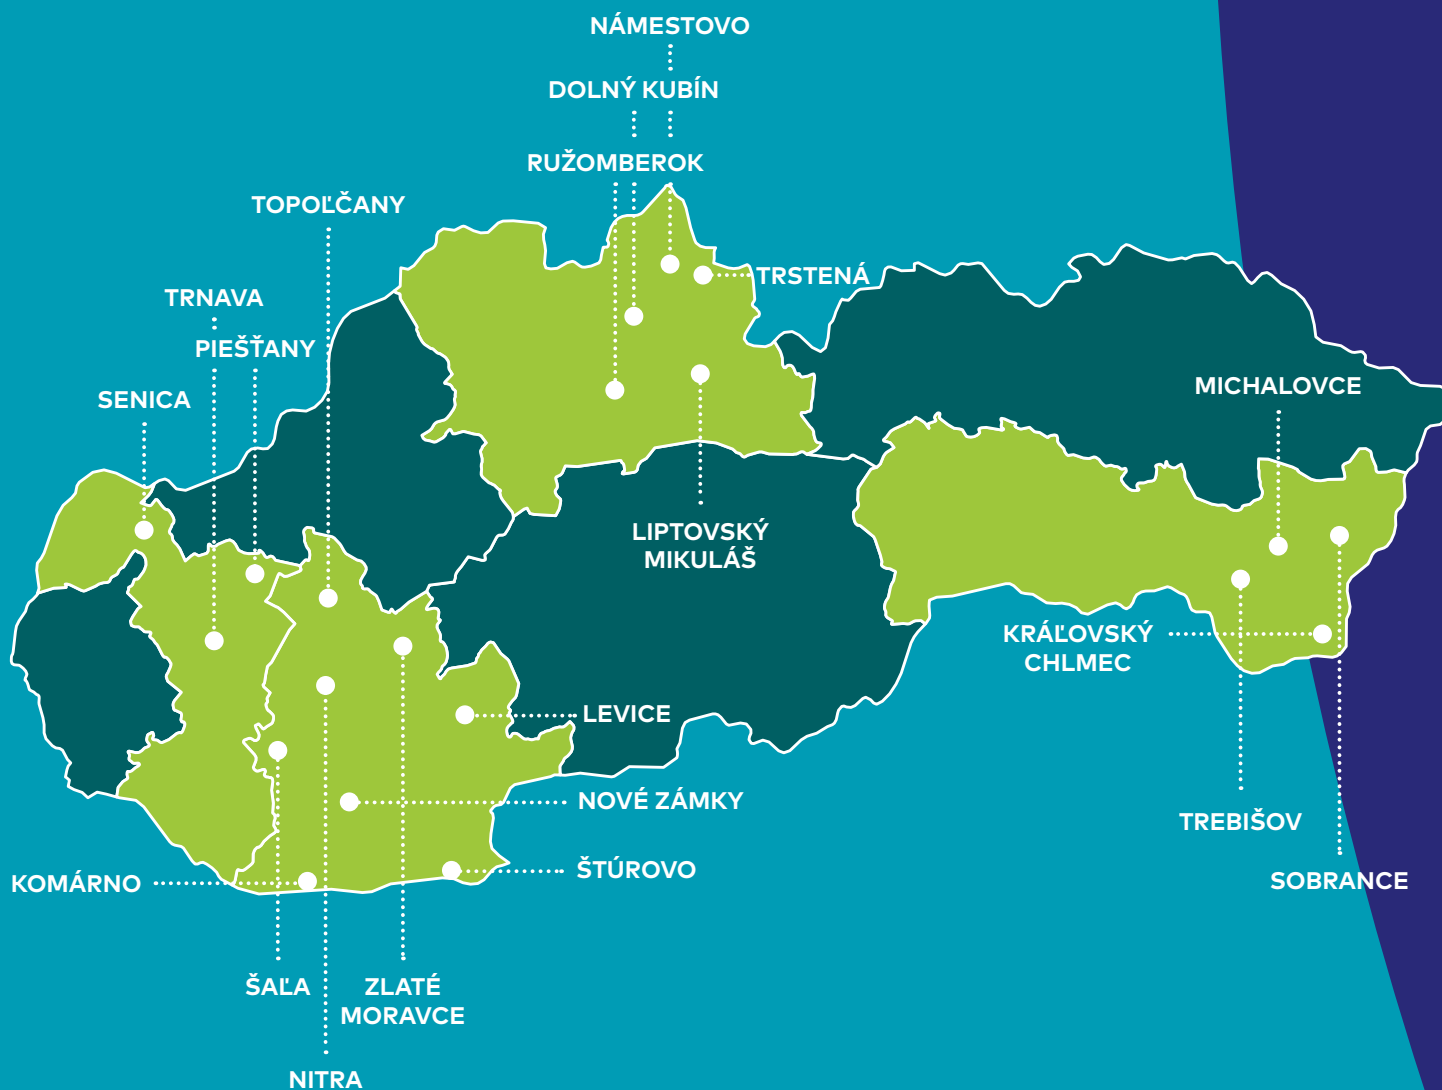 NÁMESTOVO
DOLNÝ KUBÍN
RUŽOMBEROK
TOPOĽČANY
TRSTENÁ
TRNAVA
PIEŠŤANY
SENICA
MICHALOVCE
LIPTOVSKÝ
MIKULÁŠ
KRÁĽOVSKÝ
CHLMEC
LEVICE
NOVÉ ZÁMKY
TREBIŠOV
ŠTÚROVO
KOMÁRNO
SOBRANCE
ŠAĽA
ZLATÉ
MORAVCE
NITRA